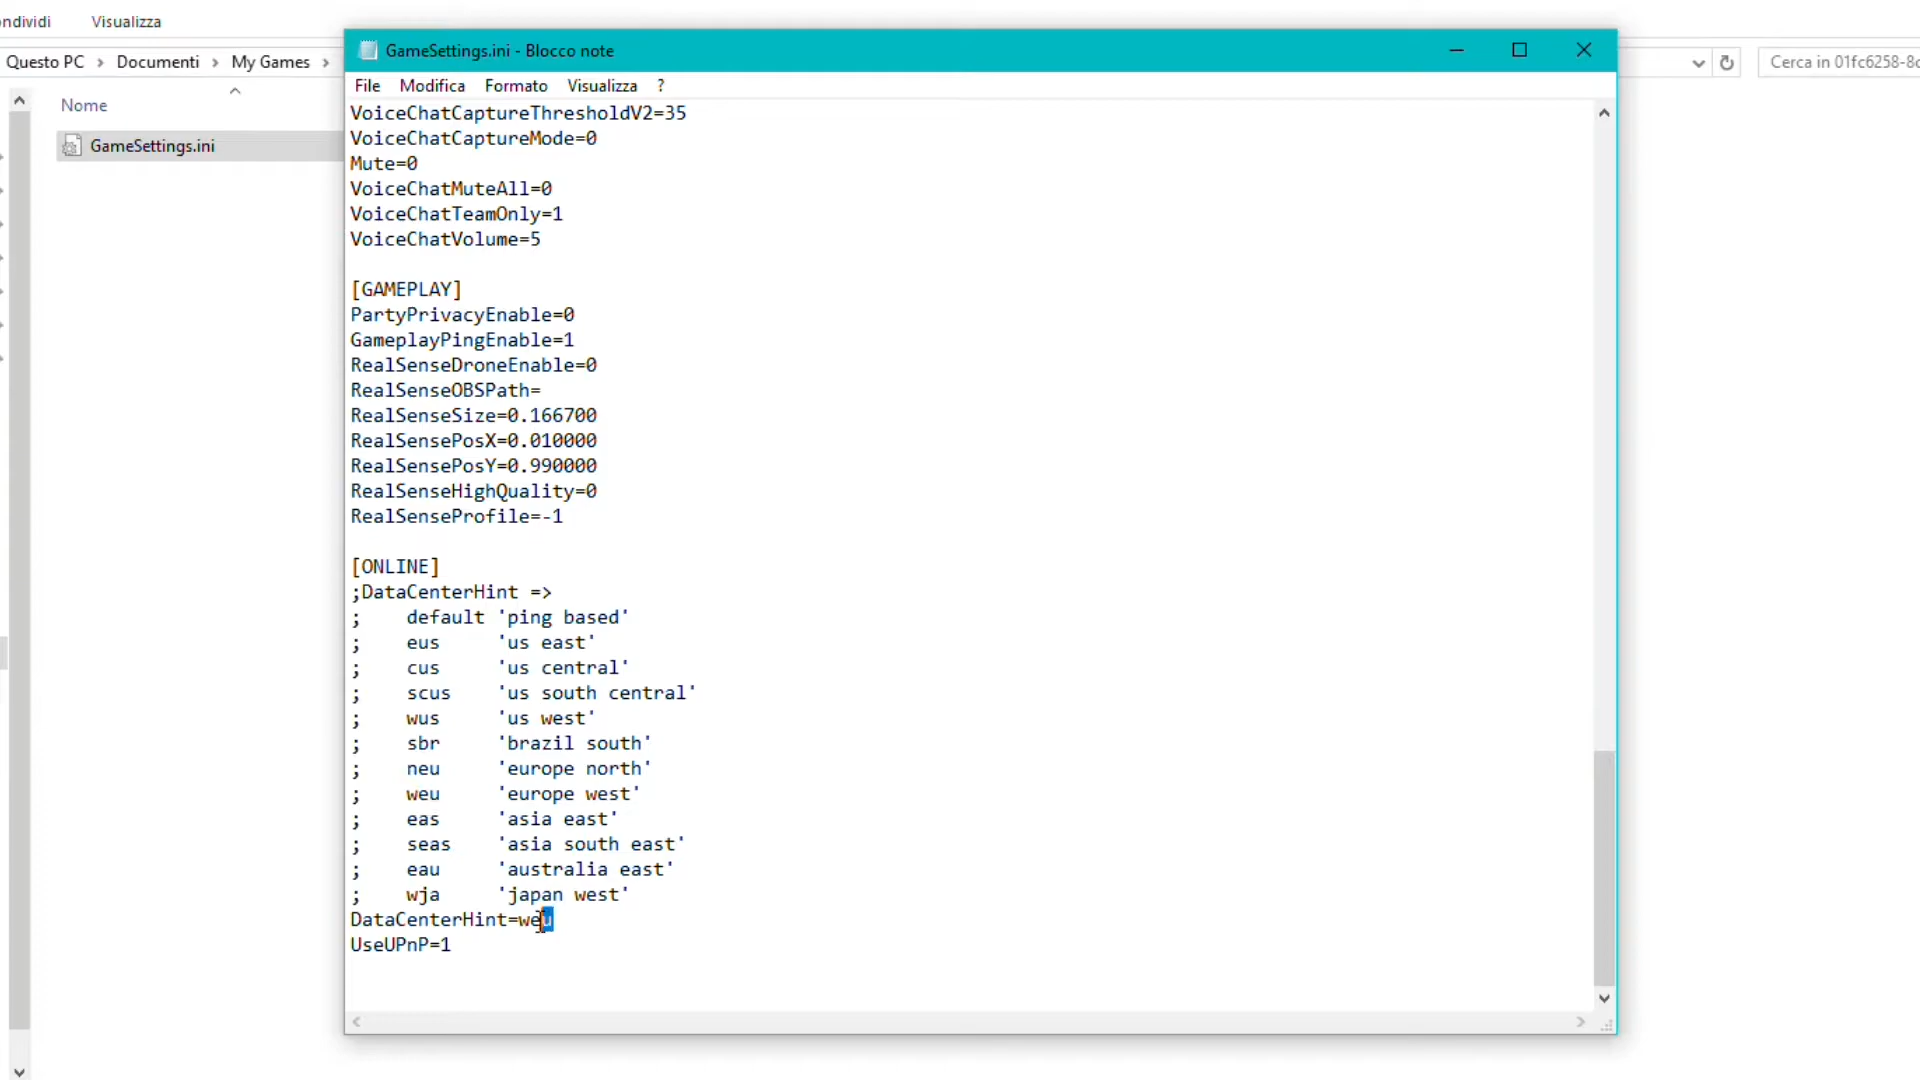 ndividi Visualizza
Questo PC > Documenti > My Games >
Cerca in 01fc6258-8
Nome
GameSettings.ini
GameSettings.ini - Blocco note
File Modifica Formato Visualizza ?
VoiceChatCaptureThresholdV2=35
VoiceChatCaptureMode=0
Mute=0
VoiceChatMuteAll=0
VoiceChatTeamOnly=1
VoiceChatVolume=5
[GAMEPLAY]
PartyPrivacyEnable=0
GameplayPingEnable=1
RealSenseDroneEnable=0
RealSenseOBSPath=
RealSenseSize=0.166700
RealSensePosX=0.010000
RealSensePosY=0.990000
RealSenseHighQuality=0
RealSenseProfile=-1
[ONLINE]
;DataCenterHint =>
; default 'ping based'
; eus 'us east'
; cus 'us central'
; scus 'us south central'
; wus 'us west'
; sbr 'brazil south'
; neu 'europe north'
; weu 'europe west'
; eas 'asia east'
; seas 'asia south east'
; eau 'australia east'
; wja 'japan west'
DataCenterHint=weu
UseUPnP=1